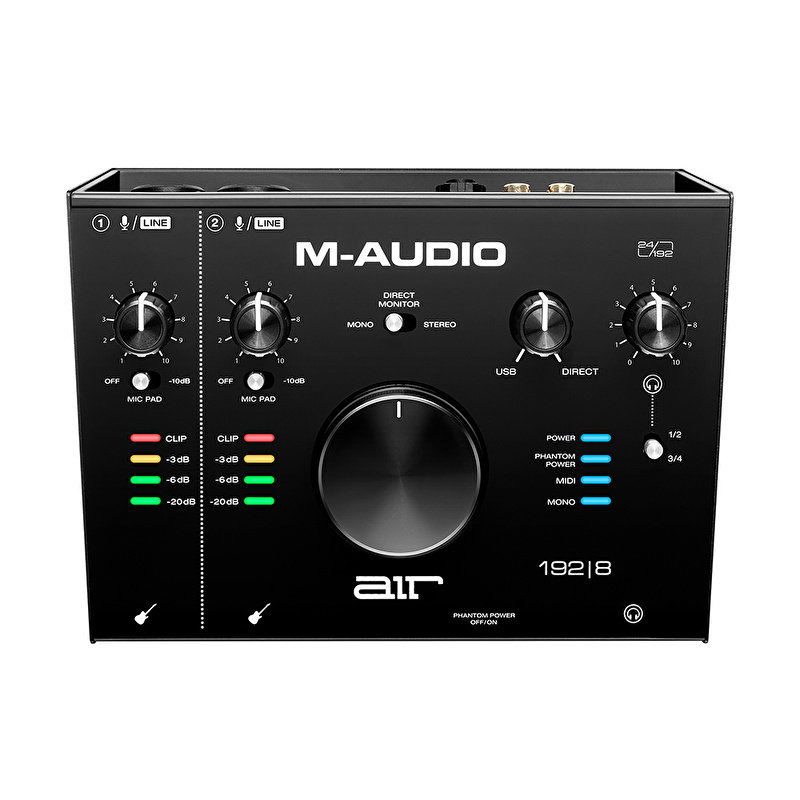 1 / LINE
2 / LINE
M-AUDIO
24/192
DIRECT
MONITOR
MONO STEREO
1 2 3 4 5 6 7 8 9 10
1 2 3 4 5 6 7 8 9 10
USB DIRECT
0 1 2 3 4 5 6 7 8 9 10
OFF -10dB
MIC PAD
OFF -10dB
MIC PAD
1/2
3/4
CLIP
-3dB
-6dB
-20dB
CLIP
-3dB
-6dB
-20dB
POWER
PHANTOM
POWER
MIDI
MONO
192|8
air
PHANTOM POWER
OFF/ON